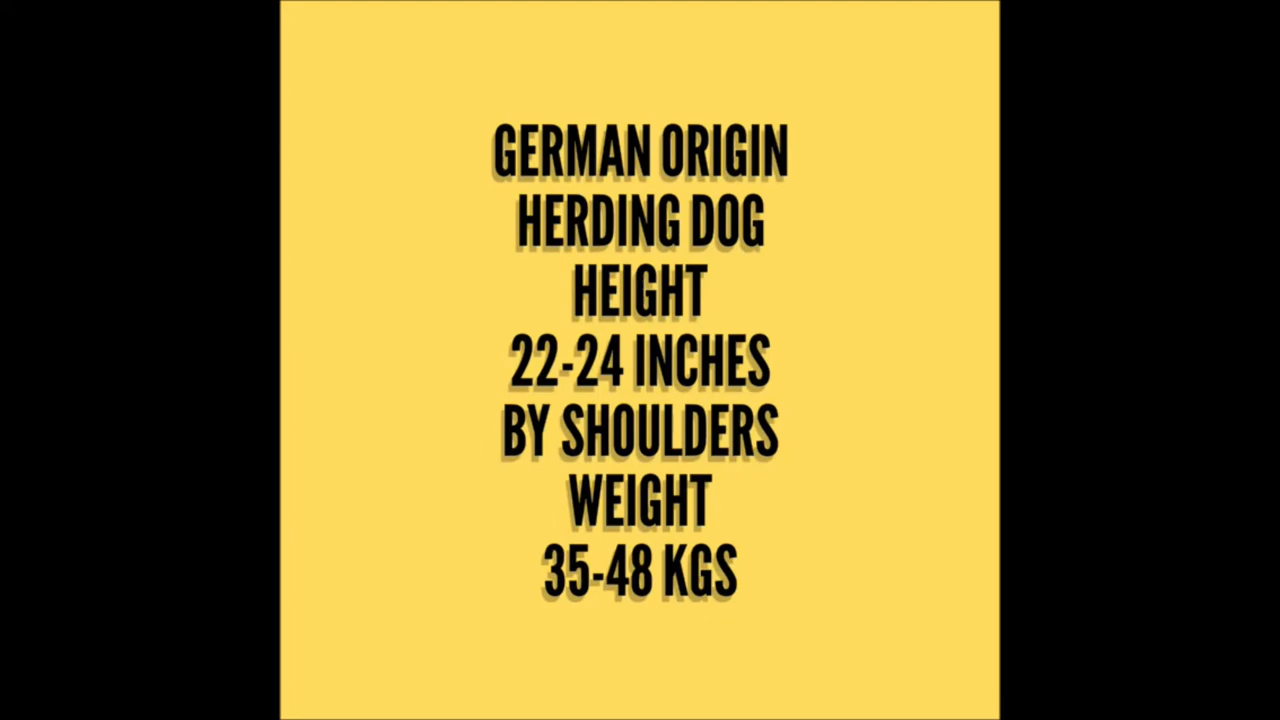 GERMAN ORIGIN
HERDING DOG
HEIGHT
22-24 INCHES
BY SHOULDERS
WEIGHT
35-48 KGS